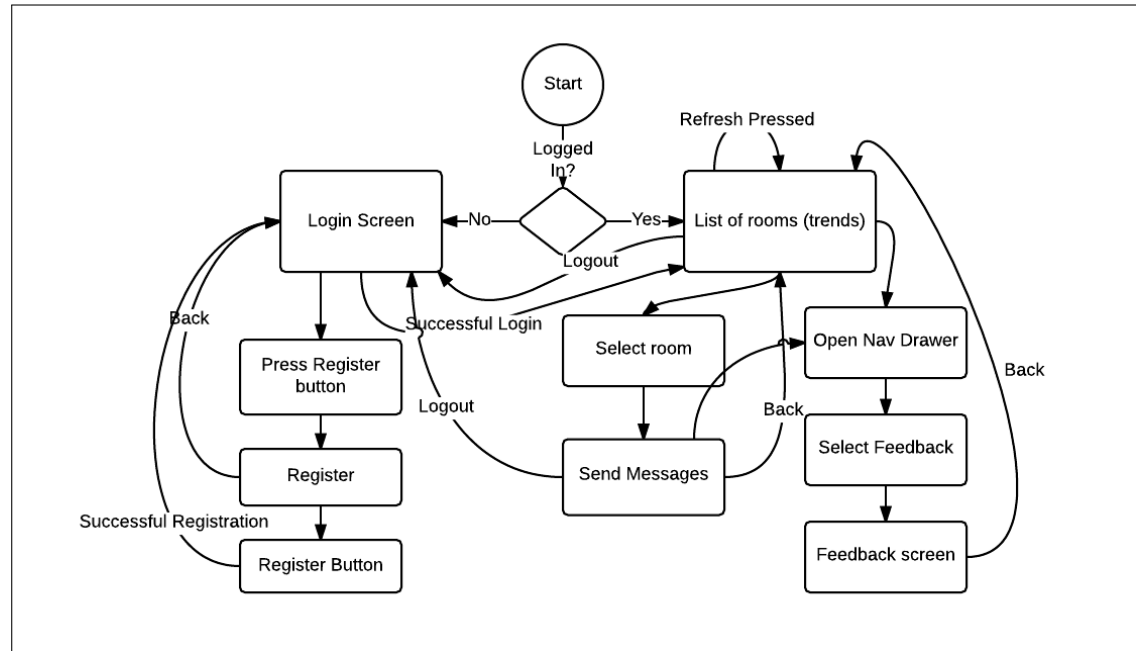 Start
Logged
In?
Refresh Pressed
Login Screen
No
Yes
List of rooms (trends)
Logout
Back
Successful Login
Select room
Open Nav Drawer
Press Register
button
Logout
Back
Back
Register
Send Messages
Select Feedback
Successful Registration
Register Button
Feedback screen